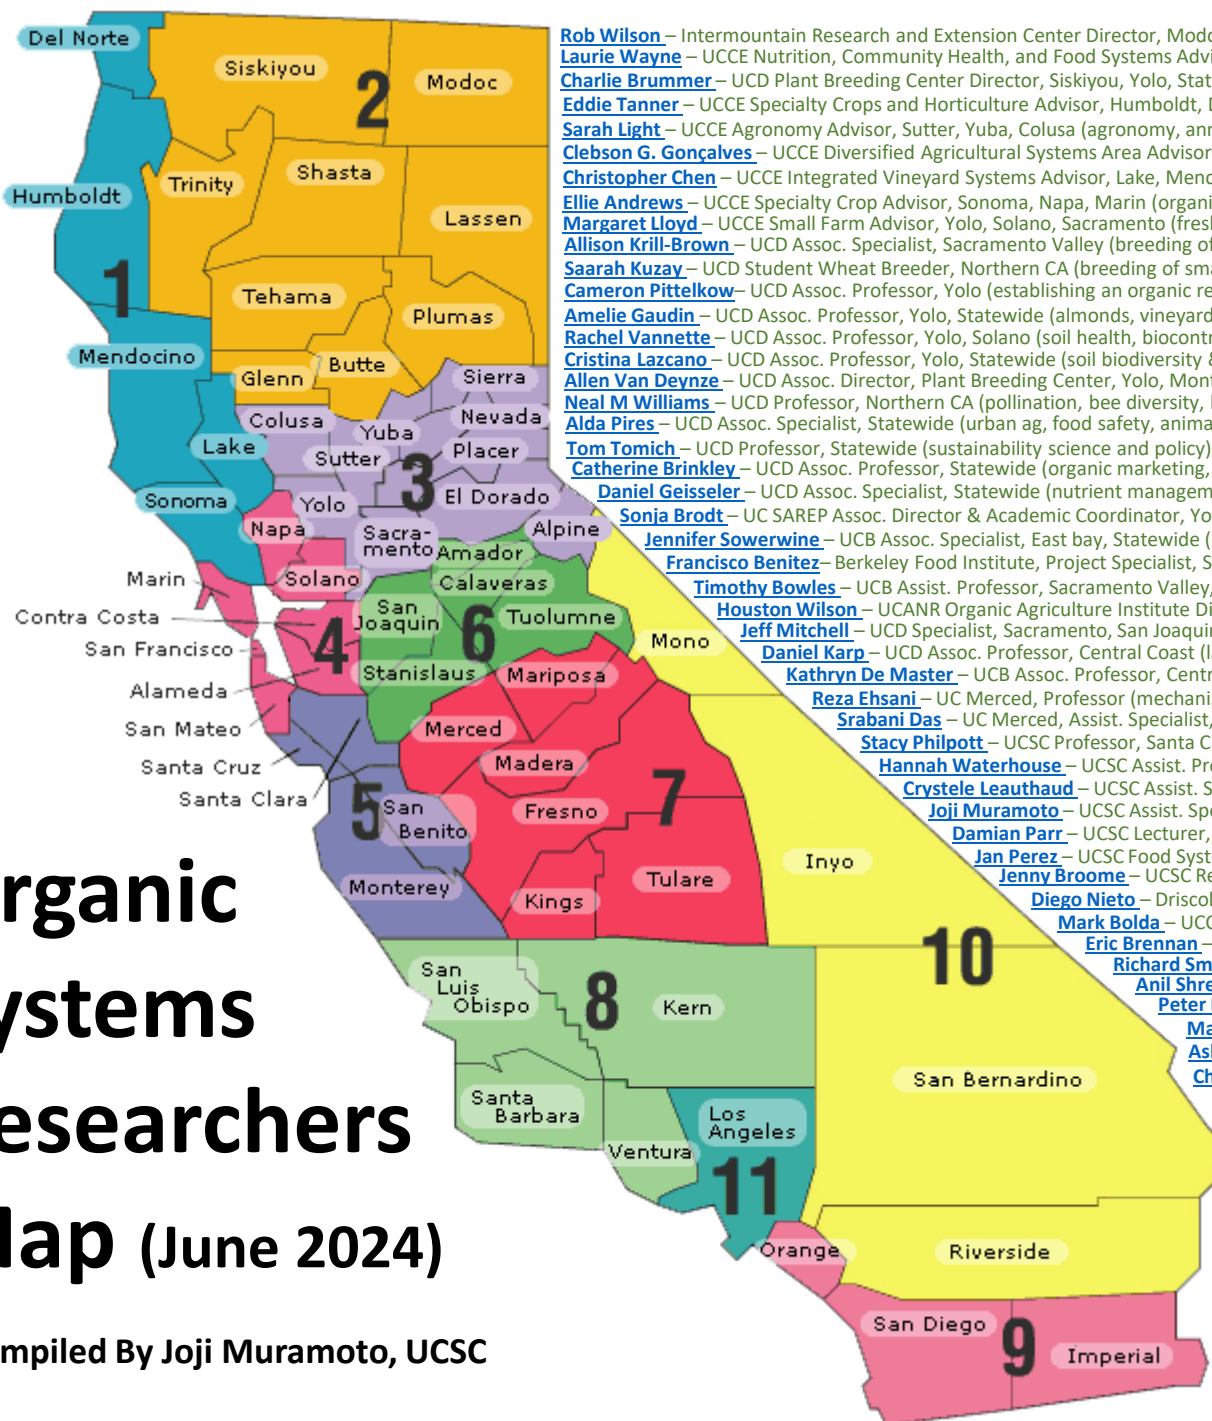 Rob Wilson – Intermountain Research and Extension Center Director, Modo
Laurie Wayne – UCCE Nutrition, Community Health, and Food Systems Advi
Charlie Brummer – UCD Plant Breeding Center Director, Siskiyou, Yolo, Stat
Eddie Tanner – UCCE Specialty Crops and Horticulture Advisor, Humboldt, D
Sarah Light – UCCE Agronomy Advisor, Sutter, Yuba, Colusa (agronomy, ann
Clebson G. Gonçalves – UCCE Diversified Agricultural Systems Area Advisor
Christopher Chen – UCCE Integrated Vineyard Systems Advisor, Lake, Mend
Ellie Andrews – UCCE Specialty Crop Advisor, Sonoma, Napa, Marin (organi
Margaret Lloyd – UCCE Small Farm Advisor, Yolo, Solano, Sacramento (fresh
Allison Krill-Brown – UCD Assoc. Specialist, Sacramento Valley (breeding of
Saarah Kuzay – UCD Student Wheat Breeder, Northern CA (breeding of sma
Cameron Pittelkow– UCD Assoc. Professor, Yolo (establishing an organic re
Amelie Gaudin – UCD Assoc. Professor, Yolo, Statewide (almonds, vineyard
Rachel Vannette – UCD Assoc. Professor, Yolo, Solano (soil health, biocontr
Cristina Lazcano – UCD Assoc. Professor, Yolo, Statewide (soil biodiversity &
Allen Van Deynze – UCD Assoc. Director, Plant Breeding Center, Yolo, Mont
Neal M Williams – UCD Professor, Northern CA (pollination, bee diversity,
Alda Pires – UCD Assoc. Specialist, Statewide (urban ag, food safety, anima
Tom Tomich – UCD Professor, Statewide (sustainability science and policy)
Catherine Brinkley – UCD Assoc. Professor, Statewide (organic marketing,
Daniel Geisseler – UCD Assoc. Specialist, Statewide (nutrient managem
Sonja Brodt – UC SAREP Assoc. Director & Academic Coordinator, Yo
Jennifer Sowerwine – UCB Assoc. Specialist, East bay, Statewide (
Francisco Benitez– Berkeley Food Institute, Project Specialist, S
Timothy Bowles – UCB Assist. Professor, Sacramento Valley,
Houston Wilson – UCANR Organic Agriculture Institute Di
Jeff Mitchell – UCD Specialist, Sacramento, San Joaquin
Daniel Karp – UCD Assoc. Professor, Central Coast (l
Kathryn De Master – UCB Assoc. Professor, Centr
Reza Ehsani – UC Merced, Professor (mechaniz
Srabani Das – UC Merced, Assist. Specialist,
Stacy Philpott – UCSC Professor, Santa C
Hannah Waterhouse – UCSC Assist. Pro
Crystele Leauthaud – UCSC Assist. S
Joji Muramoto – UCSC Assist. Spe
Damian Parr – UCSC Lecturer,
Jan Perez – UCSC Food Syst
Jenny Broome – UCSC Re
Diego Nieto – Driscol
Mark Bolda – UCC
Eric Brennan –
Richard Sm
Anil Shre
Peter
Ma
Asl
Ch
Del Norte
Siskiyou
2
Modoc
Humboldt
Trinity
Shasta
Lassen
1
Tehama
Plumas
Mendocino
Glenn
Butte
Sierra
Colusa
Yuba
Nevada
Lake
Sutter
Placer
3
Sonoma
Yolo
El Dorado
Napa
Sacra-
mento
Alpine
Amador
Marin
Solano
Calaveras
Contra Costa
San
Joaquin
Tuolumne
4
6
San Francisco
Mono
Alameda
Stanislaus
Mariposa
San Mateo
Merced
Santa Cruz
Madera
Santa Clara
5
San
Benito
Fresno
7
Monterey
Kings
Tulare
Inyo
10
San
Luis
Obispo
8
Kern
San Bernardino
Santa
Barbara
Los
Angeles
Ventura
11
Orange
Riverside
San Diego
9
Imperial
rganic
ystems
esearchers
ap (June 2024)
mpiled By Joji Muramoto, UCSC